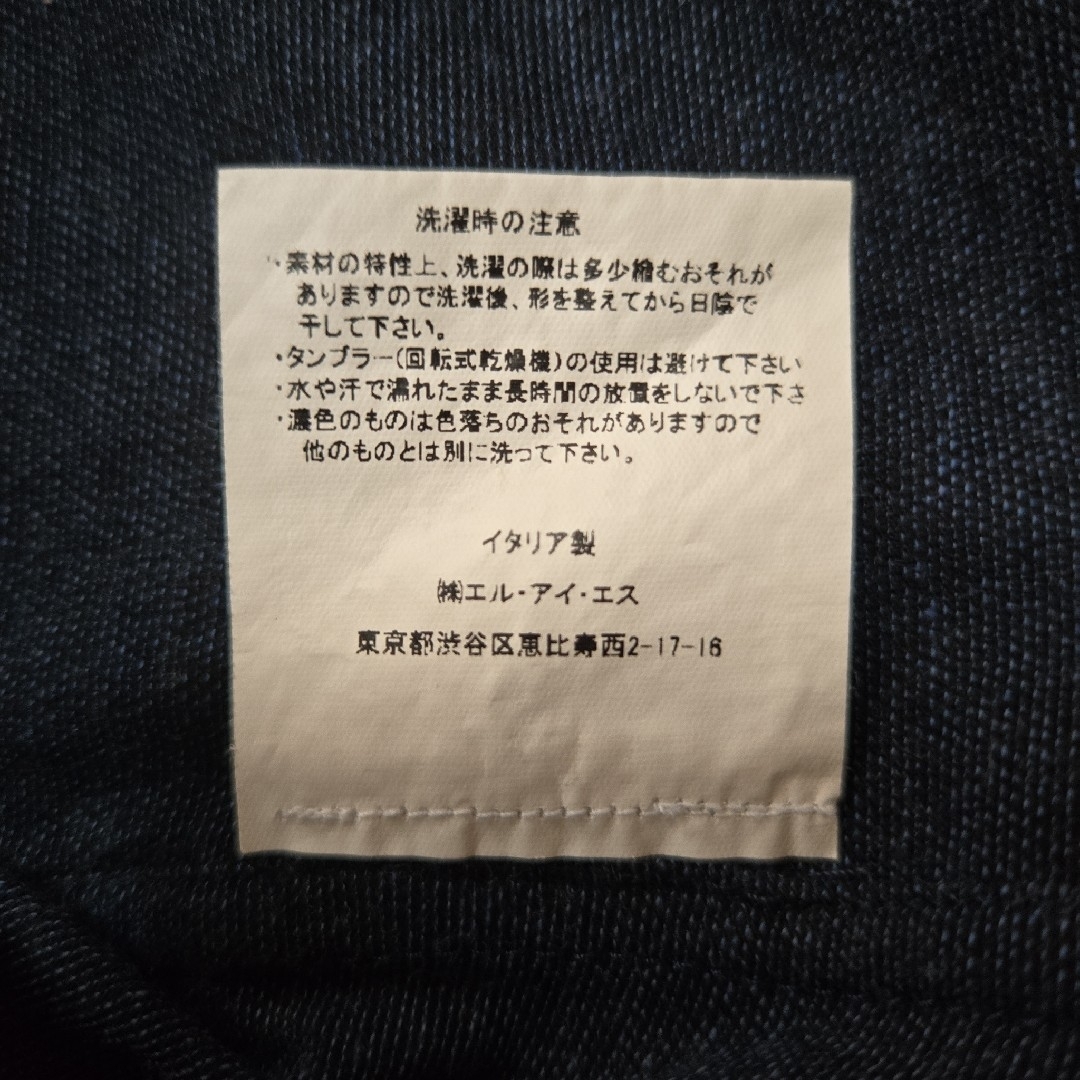 洗濯時の注意
・素材の特性上、洗濯の際は多少縮むおそれが
ありますので洗濯後、形を整えてから日陰で
干して下さい。
・タンブラー(回転式乾燥機)の使用は避けて下さい
・水や汗で濡れたまま長時間の放置をしないで下さ
・濃色のものは色落ちのおそれがありますので
他のものとは別に洗って下さい。
イタリア製
㈱エル・アイ・エス
東京都渋谷区恵比寿西2-17-16